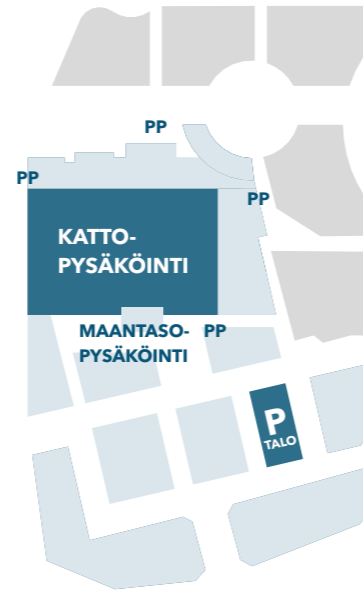 PP
PP
PP
KATTO-
PYSÄKÖINTI
MAANTASO- PP
PYSÄKÖINTI
P
TALO